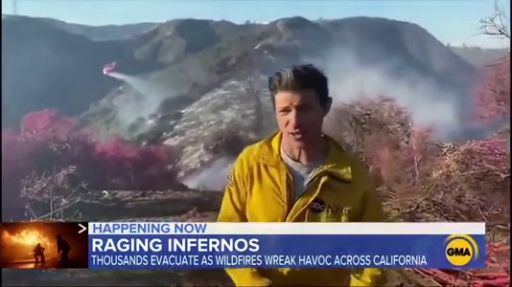 HAPPENING NOW
RAGING INFERNOS
THOUSANDS EVACUATE AS WILDFIRES WREAK HAVOC ACROSS CALIFORNIA
GMA